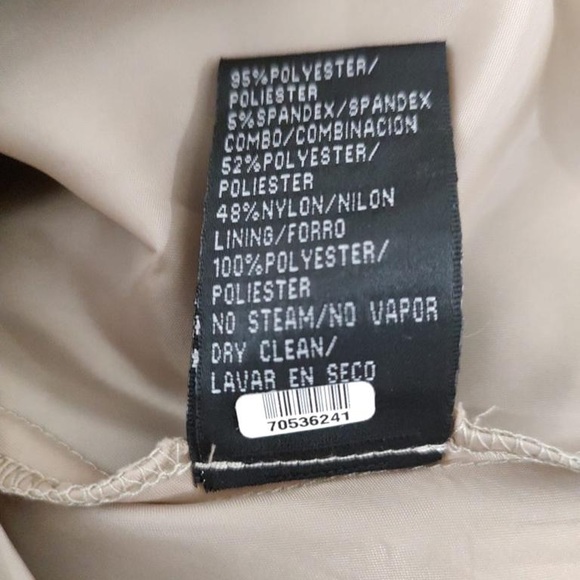 95%POLYESTER/
POLIESTER
5%SPANDEX/SPANDEX
COMBO/COMBINACION
52%POLYESTER/
POLIESTER
48%NYLON/NILON
LINING/FORRO
100%POLYESTER/
POLIESTER
NO STEAM/NO VAPOR
DRY CLEAN/
LAVAR EN SECO
70536241